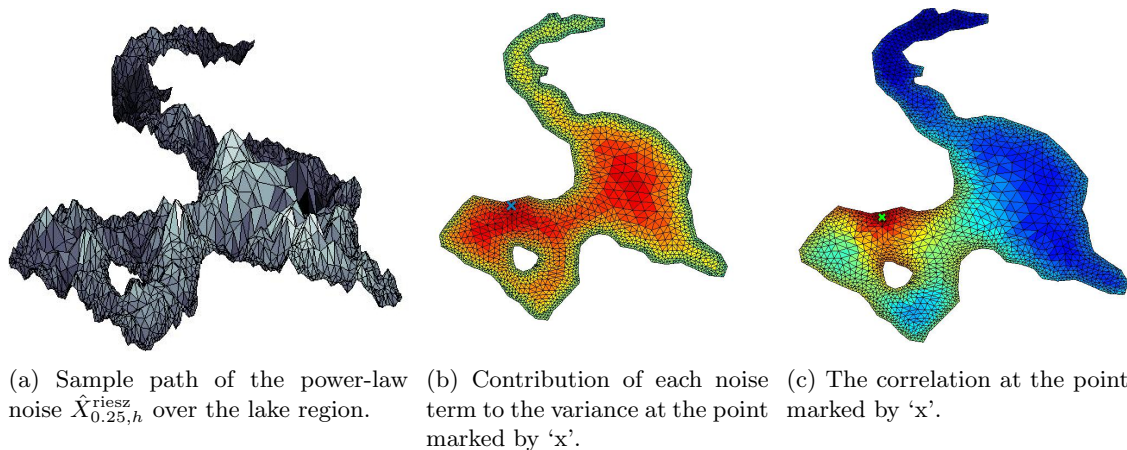 (a) Sample path of the power-law
noise $\hat{X}^{\text{riesz}}_{0.25,h}$ over the lake region.
(b) Contribution of each noise
term to the variance at the point
marked by ‘x’.
(c) The correlation at the point
marked by ‘x’.